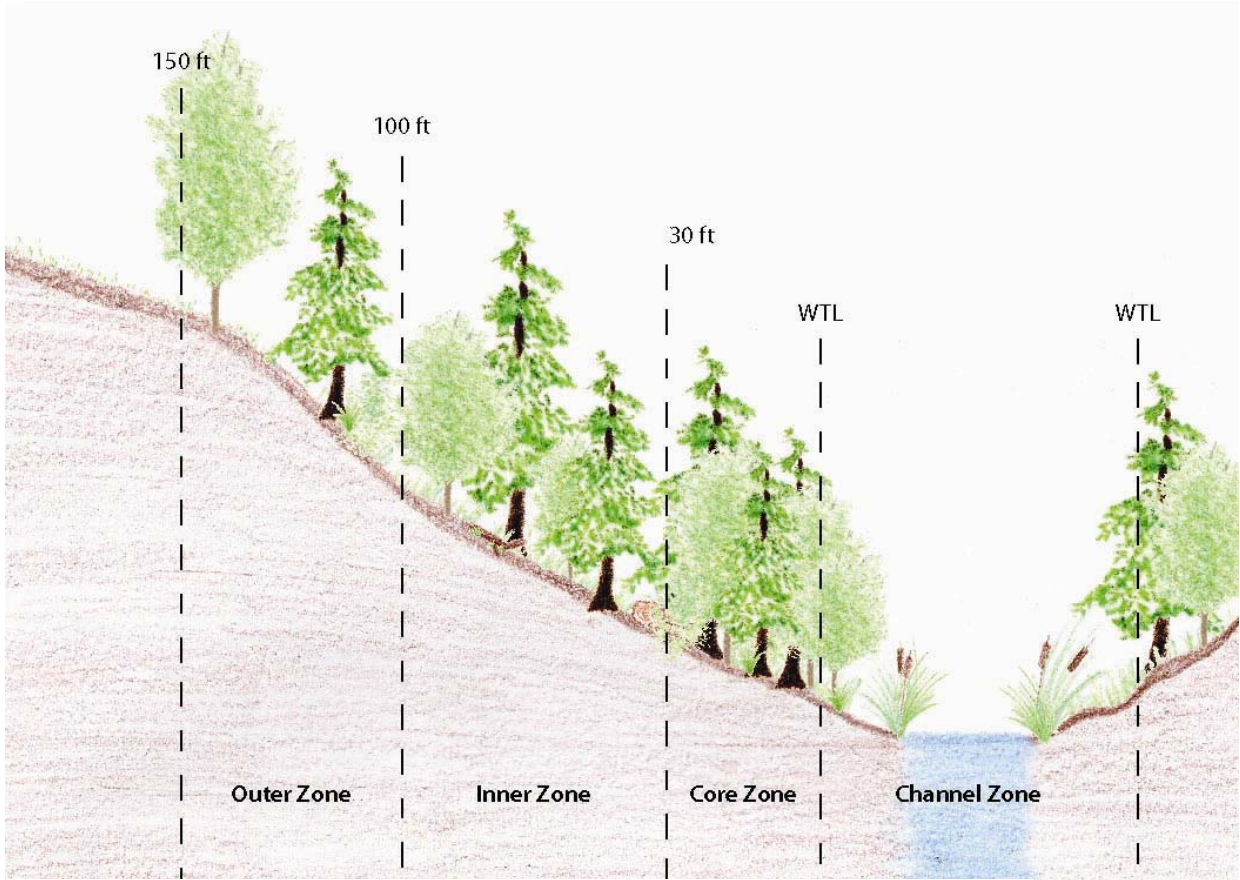 150 ft
100 ft
30 ft
WTL
WTL
Outer Zone
Inner Zone
Core Zone
Channel Zone